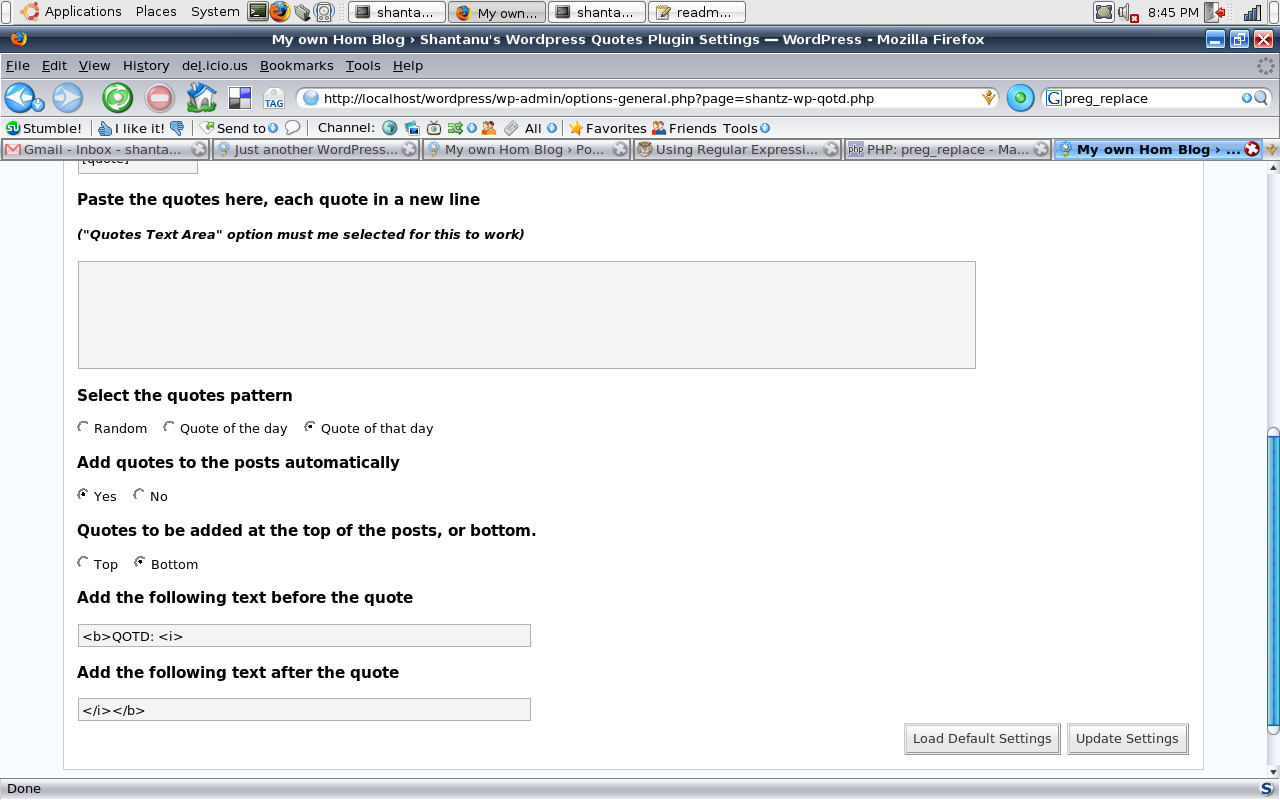 Applications Places System shanta... My own... shanta... readm... 8:45 PM
My own Hom Blog › Shantanu's Wordpress Quotes Plugin Settings — WordPress - Mozilla Firefox
File Edit View History del.icio.us Bookmarks Tools Help
TAG http://localhost/wordpress/wp-admin/options-general.php?page=shantz-wp-qotd.php G preg_replace
Stumble! I like it! Send to Channel: All Favorites Friends Tools
Gmail - Inbox - shanta... Just another WordPress... My own Hom Blog › Po... Using Regular Expressi... php PHP: preg_replace - Ma... My own Hom Blog › ...
[quote]
Paste the quotes here, each quote in a new line
("Quotes Text Area" option must me selected for this to work)
Select the quotes pattern
Random Quote of the day Quote of that day
Add quotes to the posts automatically
Yes No
Quotes to be added at the top of the posts, or bottom.
Top Bottom
Add the following text before the quote
<b>QOTD: <i>
Add the following text after the quote
</i></b>
Load Default Settings Update Settings
Done S